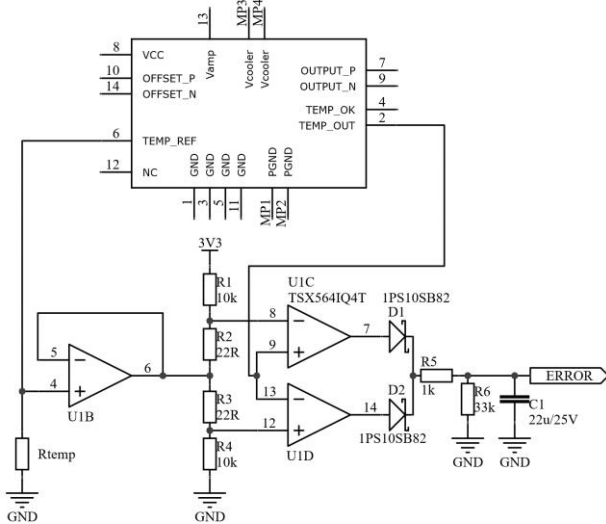 13
MP3
MP4
8
VCC
10
OFFSET_P
14
OFFSET_N
Vamp
Vcooler
Vcooler
OUTPUT_P
7
OUTPUT_N
9
TEMP_OK
4
TEMP_OUT
2
6
TEMP_REF
12
NC
GND
GND
GND
GND
PGND
PGND
1
3
5
11
MP1
MP2
3V3
R1
10k
U1C
TSX564IQ4T
D1
1PS10SB82
8
7
R2
22R
9
5
6
4
U1B
R5
1k
ERROR
R3
22R
13
D2
14
12
R6
33k
C1
22u/25V
R4
10k
U1D
1PS10SB82
Rtemp
GND
GND
GND
GND